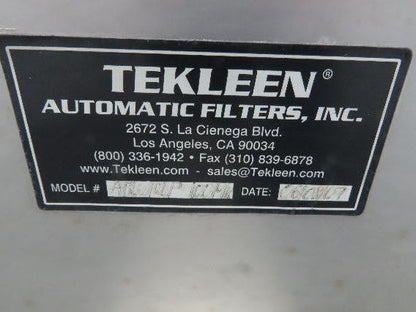 TEKLEEN®
AUTOMATIC FILTERS, INC.
2672 S. La Cienega Blvd.
Los Angeles, CA 90034
(800) 336-1942 • Fax (310) 839-6878
www.Tekleen.com • sales@Tekleen.com
MODEL # DATE: